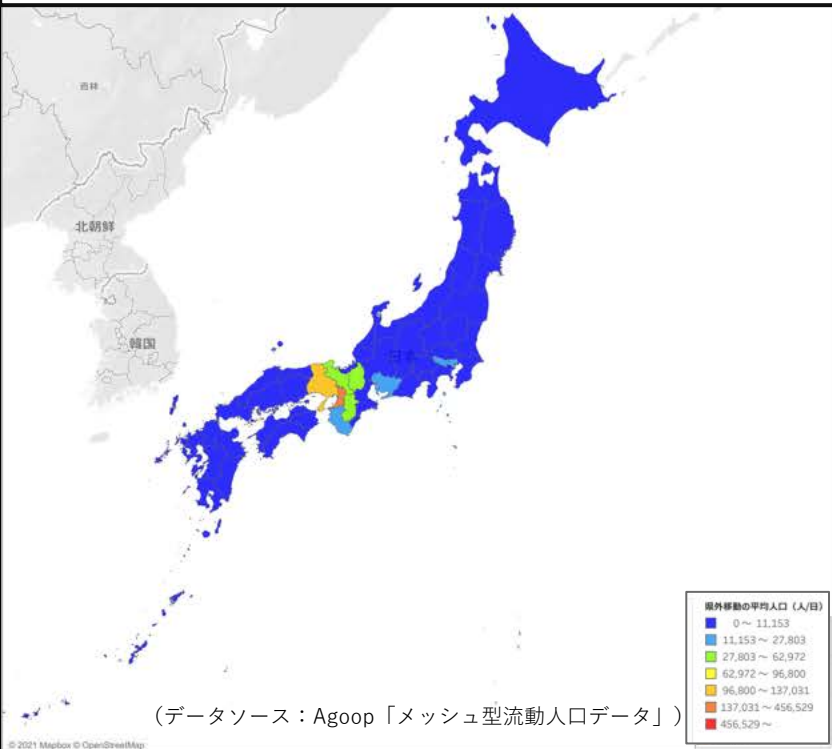 吉林
北朝鮮
韓国
日本
県外移動の平均人口（人/日）
0～ 11,153
11,153～ 27,803
27,803～ 62,972
62,972～ 96,800
96,800～137,031
137,031～456,529
456,529～
（データソース：Agoop「メッシュ型流動人口データ」）
© 2021 Mapbox © OpenStreetMap